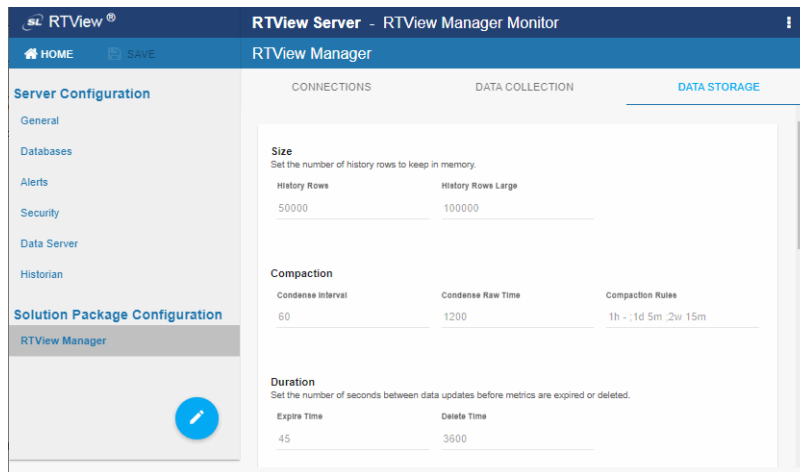 SL RTView ®
RTView Server - RTView Manager Monitor
HOME
SAVE
RTView Manager
Server Configuration
General
Databases
Alerts
Security
Data Server
Historian
Solution Package Configuration
RTView Manager
CONNECTIONS DATA COLLECTION DATA STORAGE
Size
Set the number of history rows to keep in memory.
History Rows History Rows Large
50000 100000
Compaction
Condense Interval Condense Raw Time Compaction Rules
60 1200 1h - ;1d 5m ;2w 15m
Duration
Set the number of seconds between data updates before metrics are expired or deleted.
Expire Time Delete Time
45 3600